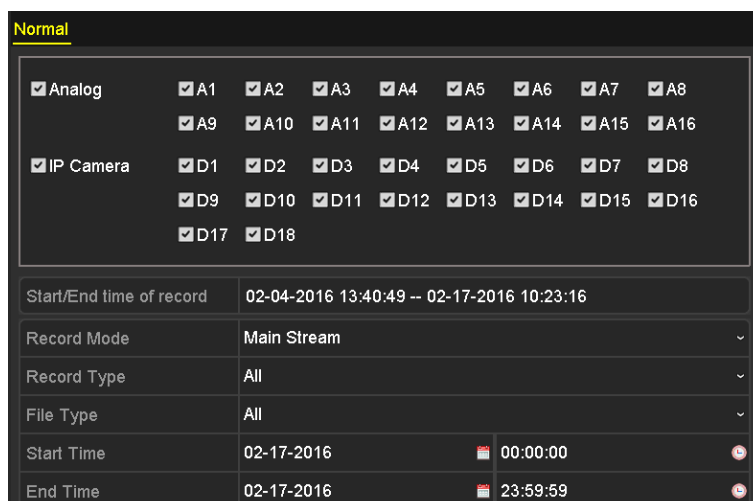 Normal
Analog A1 A2 A3 A4 A5 A6 A7 A8
A9 A10 A11 A12 A13 A14 A15 A16
IP Camera D1 D2 D3 D4 D5 D6 D7 D8
D9 D10 D11 D12 D13 D14 D15 D16
D17 D18
Start/End time of record 02-04-2016 13:40:49 -- 02-17-2016 10:23:16
Record Mode Main Stream
Record Type All
File Type All
Start Time 02-17-2016 00:00:00
End Time 02-17-2016 23:59:59